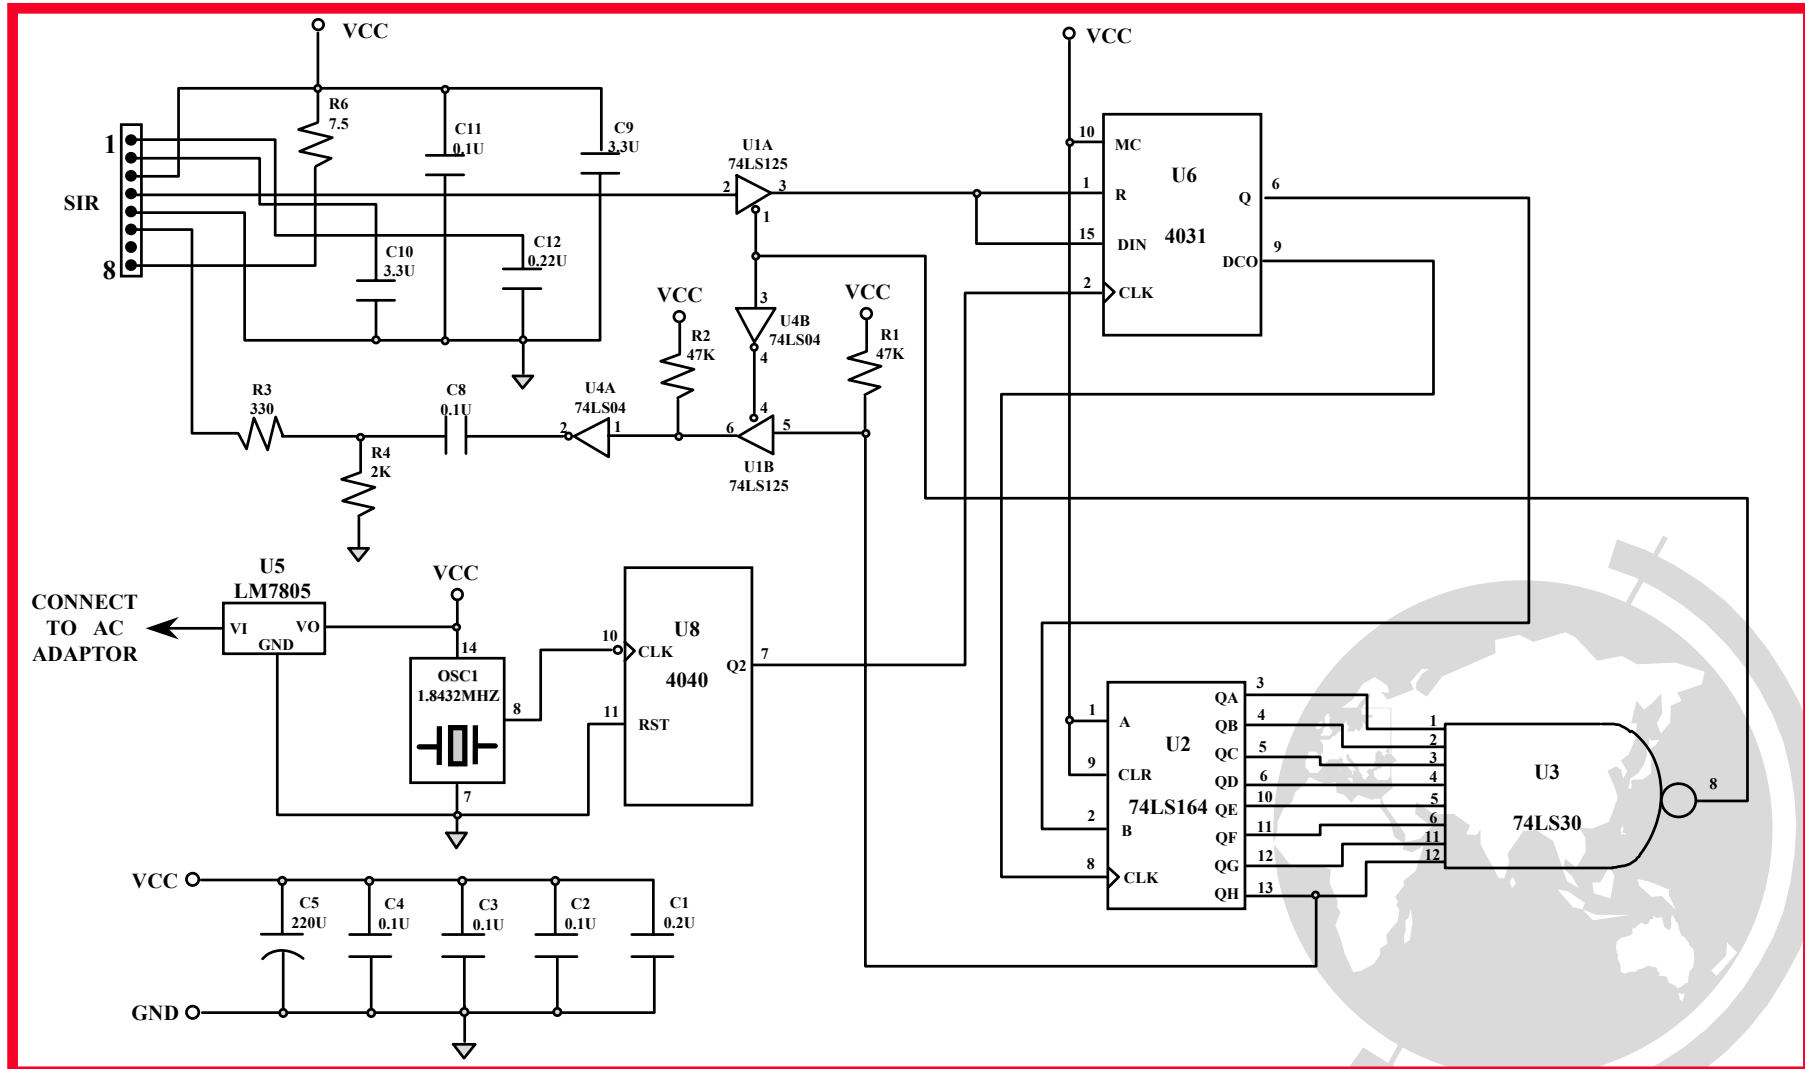 VCC
R6
7.5
C11
0.1U
C9
3.3U
1
SIR
8
C10
3.3U
C12
0.22U
U1A
74LS125
2
3
1
VCC
10
MC
1
R
15
DIN
2
CLK
U6
4031
Q
6
DCO
9
3
U4B
74LS04
4
VCC
R2
47K
VCC
R1
47K
R3
330
C8
0.1U
U4A
74LS04
2
1
6
4
5
U1B
74LS125
R4
2K
U5
LM7805
CONNECT
TO AC
ADAPTOR
VI
VO
GND
VCC
14
OSC1
1.8432MHZ
8
7
10
CLK
U8
4040
Q2
7
11
RST
1
A
9
CLR
2
B
8
CLK
U2
74LS164
QA
3
QB
4
QC
5
QD
6
QE
10
QF
11
QG
12
QH
13
1
2
3
4
5
6
11
12
U3
74LS30
8
VCC
C5
220U
C4
0.1U
C3
0.1U
C2
0.1U
C1
0.2U
GND